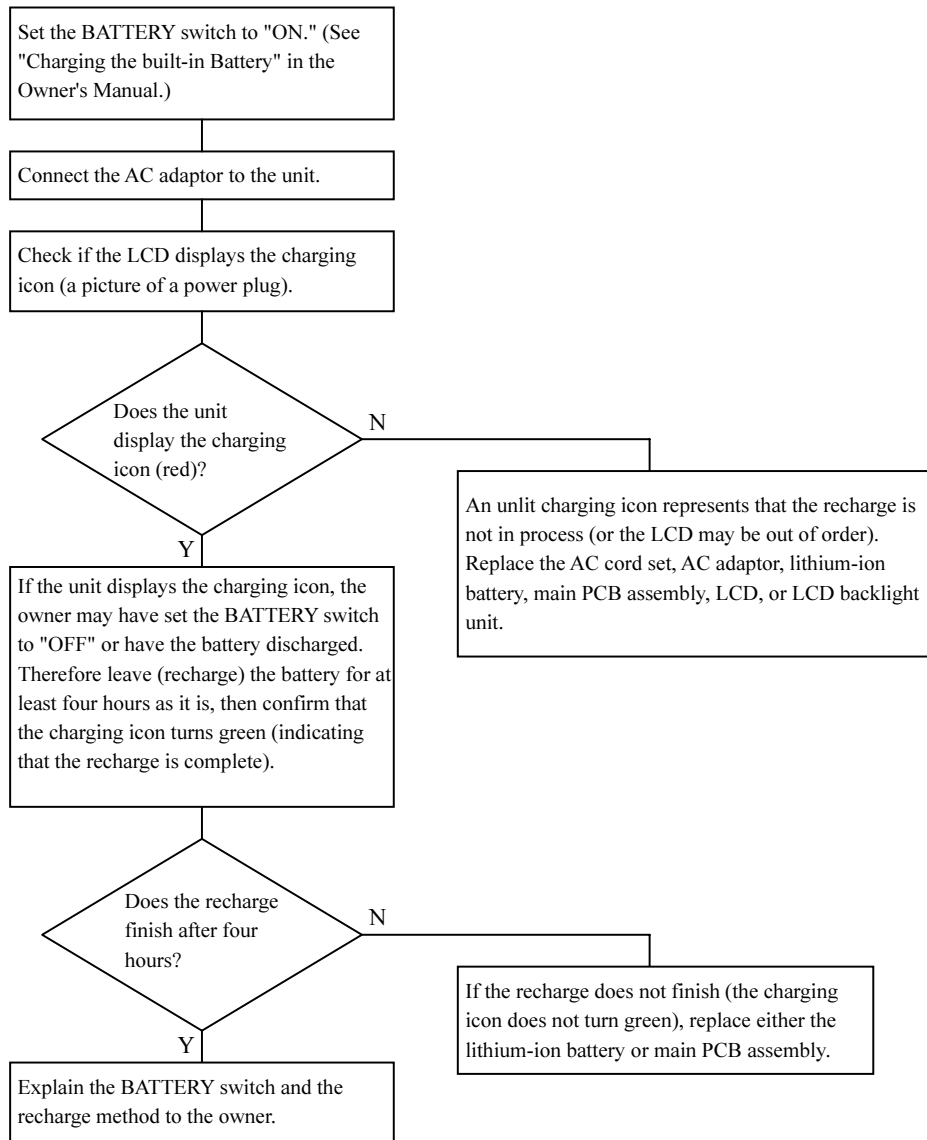 Set the BATTERY switch to "ON." (See
"Charging the built-in Battery" in the
Owner's Manual.)
Connect the AC adaptor to the unit.
Check if the LCD displays the charging
icon (a picture of a power plug).
Does the unit
display the charging
icon (red)?
N
An unlit charging icon represents that the recharge is
not in process (or the LCD may be out of order).
Replace the AC cord set, AC adaptor, lithium-ion
battery, main PCB assembly, LCD, or LCD backlight
unit.
Y
If the unit displays the charging icon, the
owner may have set the BATTERY switch
to "OFF" or have the battery discharged.
Therefore leave (recharge) the battery for at
least four hours as it is, then confirm that
the charging icon turns green (indicating
that the recharge is complete).
Does the recharge
finish after four
hours?
N
If the recharge does not finish (the charging
icon does not turn green), replace either the
lithium-ion battery or main PCB assembly.
Y
Explain the BATTERY switch and the
recharge method to the owner.